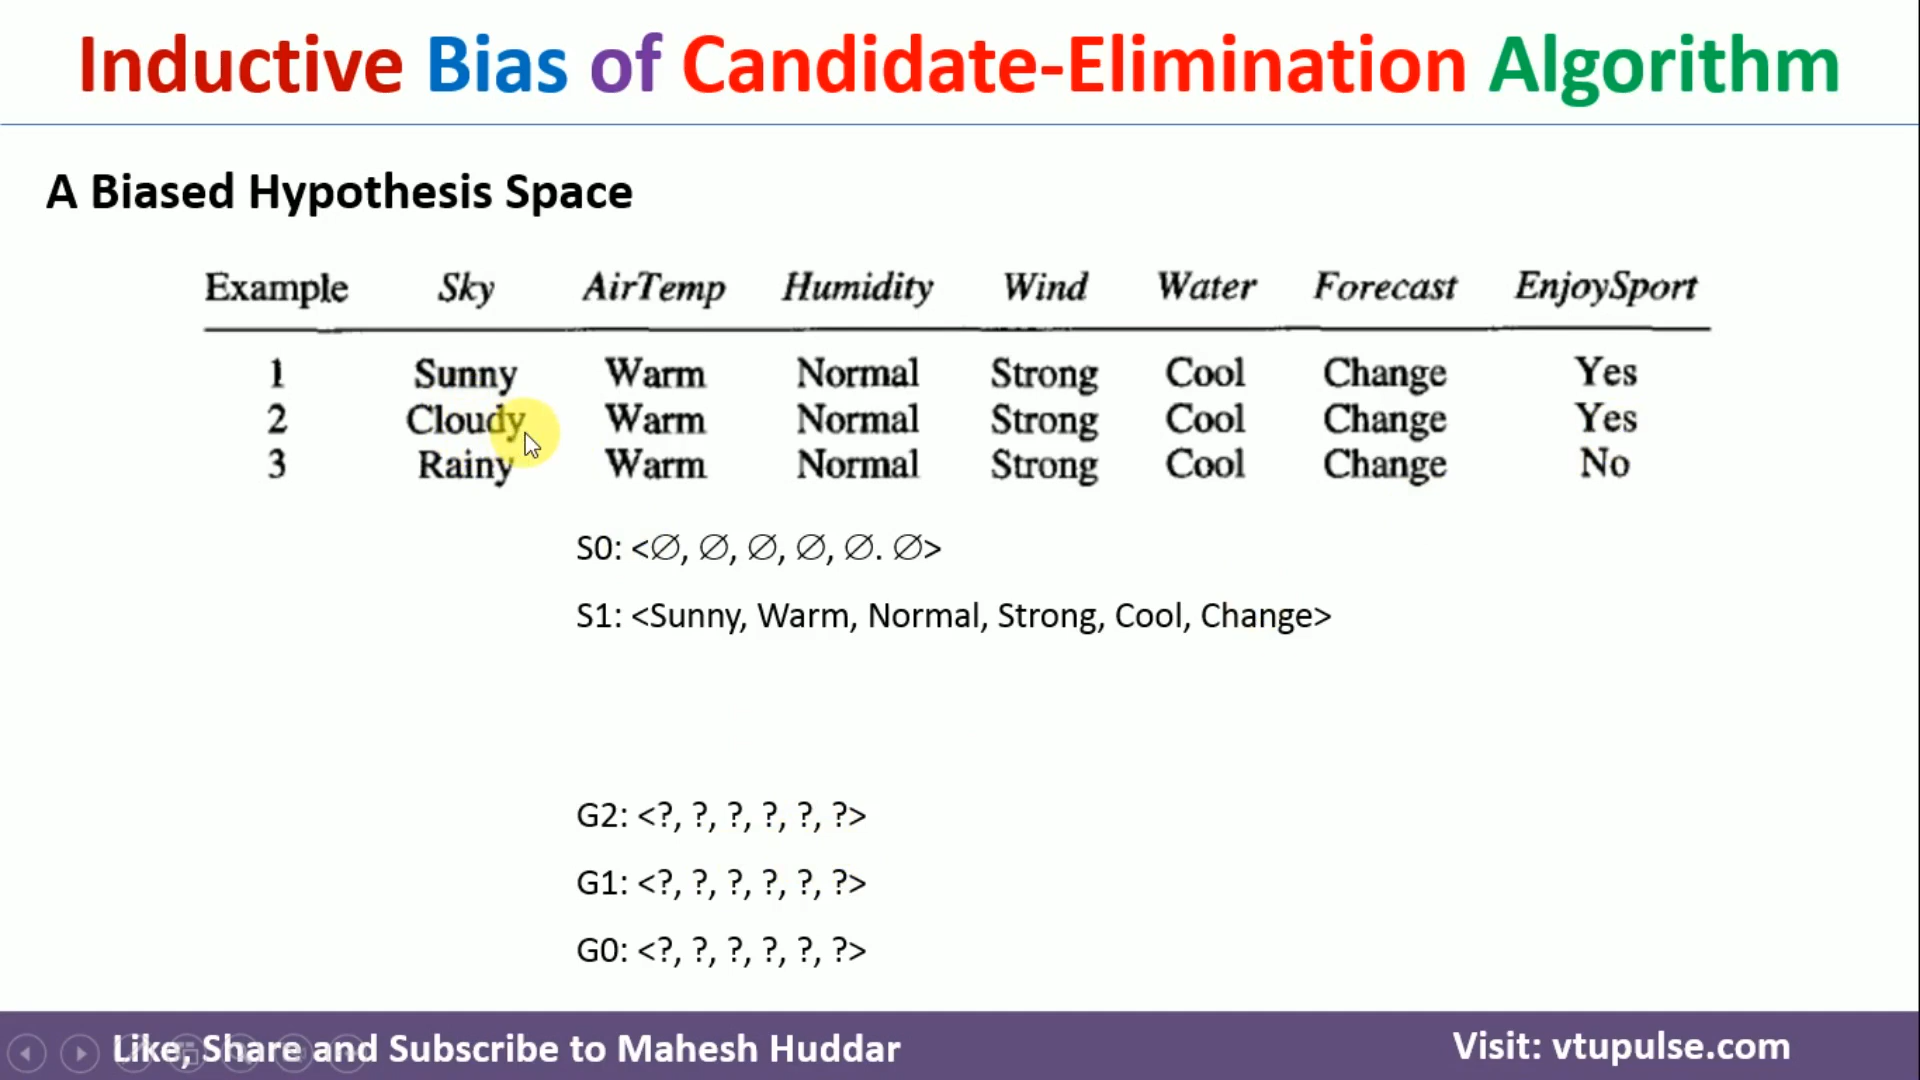 Inductive Bias of Candidate-Elimination Algorithm
A Biased Hypothesis Space
Example Sky AirTemp Humidity Wind Water Forecast EnjoySport
1 Sunny Warm Normal Strong Cool Change Yes
2 Cloudy Warm Normal Strong Cool Change Yes
3 Rainy Warm Normal Strong Cool Change No
S0: <∅, ∅, ∅, ∅, ∅. ∅>
S1: <Sunny, Warm, Normal, Strong, Cool, Change>
G2: <?, ?, ?, ?, ?, ?>
G1: <?, ?, ?, ?, ?, ?>
G0: <?, ?, ?, ?, ?, ?>
Like, Share and Subscribe to Mahesh Huddar Visit: vtupulse.com